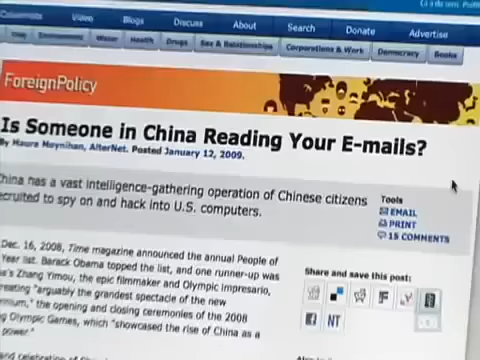 Video Blogs Discuss About Search Donate Advertise
Water Health Drugs Sex & Relationships Corporations & Work Democracy Books
ForeignPolicy
Is Someone in China Reading Your E-mails?
By Maura Moynihan, AlterNet. Posted January 12, 2009.
China has a vast intelligence-gathering operation of Chinese citizens
recruited to spy on and hack into U.S. computers.
Tools
EMAIL
PRINT
15 COMMENTS
Dec. 16, 2008, Time magazine announced the annual People of
Year list. Barack Obama topped the list, and one runner-up was
Zhang Yimou, the epic filmmaker and Olympic impresario,
"arguably the grandest spectacle of the new
the opening and closing ceremonies of the 2008
Olympic Games, which "showcased the rise of China as a
power."
Share and save this post:
NT
and celebration of